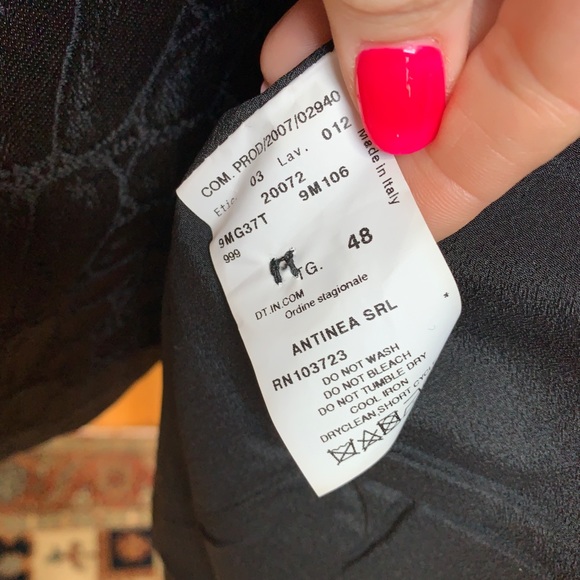 COM. PROD/2007/02940
03 Lav. 012
20072 9M106
9MG37T
999
TG. 48
DT.IN.COM
Ordine stagionale
ANTINEA SRL
RN103723
DO NOT WASH
DO NOT BLEACH
DO NOT TUMBLE DRY
COOL IRON
DRYCLEAN,SHORT
Made in Italy